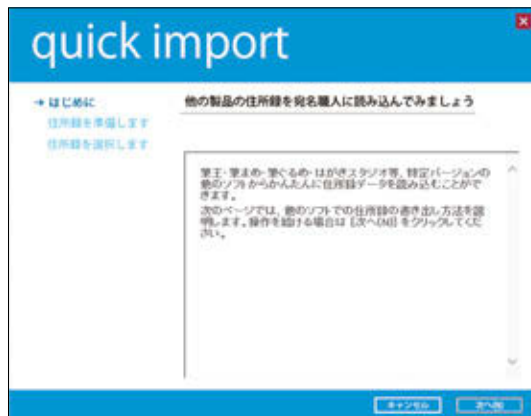 quick import
→ はじめに
住所録を準備します
住所録を選択します
他の製品の住所録を宛名職人に読み込んでみましょう
筆王・筆まめ・筆ぐるめ・はがきスタジオ等、特定バージョンの
他のソフトからかんたんに住所録データを読み込むことがで
きます。
次のページでは、他のソフトでの住所録の書き出し方法を説
明します。操作を続ける場合は [次へ(N)] をクリックしてくだ
さい。
キャンセル
次へ(N)